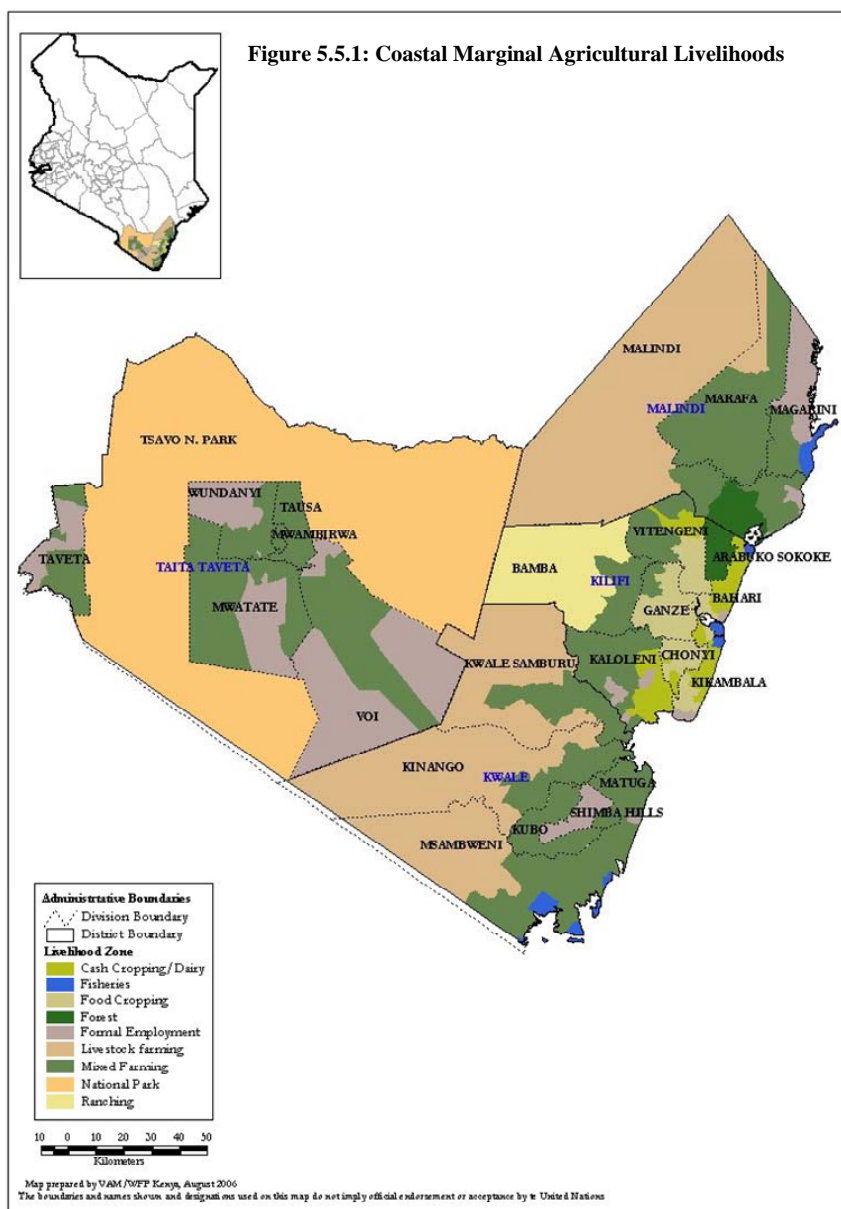 Figure 5.5.1: Coastal Marginal Agricultural Livelihoods
MALINDI
MALINDI
MARAFA
MAGARINI
TSAVO N. PARK
WUNDANYI
TAUSA
MWAMBIRWA
VITENGENI
TAVETA
TAITA TAVETA
BAMBA
KILIFI
ARABUKO SOKOKE
BAHARI
MWATATE
GANZE
KWALE SAMBURU
KALOLENI
CHONYI
KIKAMBALA
VOI
KINANGO
KWALE
MATUGA
SHIMBA HILLS
KUBO
MSAMBWENI
Administrtative Boundaries
Division Boundary
District Boundary
Livelihood Zone
Cash Cropping/Dairy
Fisheries
Food Cropping
Forest
Formal Employment
Livestock farming
Mixed Farming
National Park
Ranching
10 0 10 20 30 40 50
Kilometers
Map prepared by VAM/WFP Kenya, August 2006
The boundaries and names shown and designations used on this map do not imply official endorsement or acceptance by te United Nations